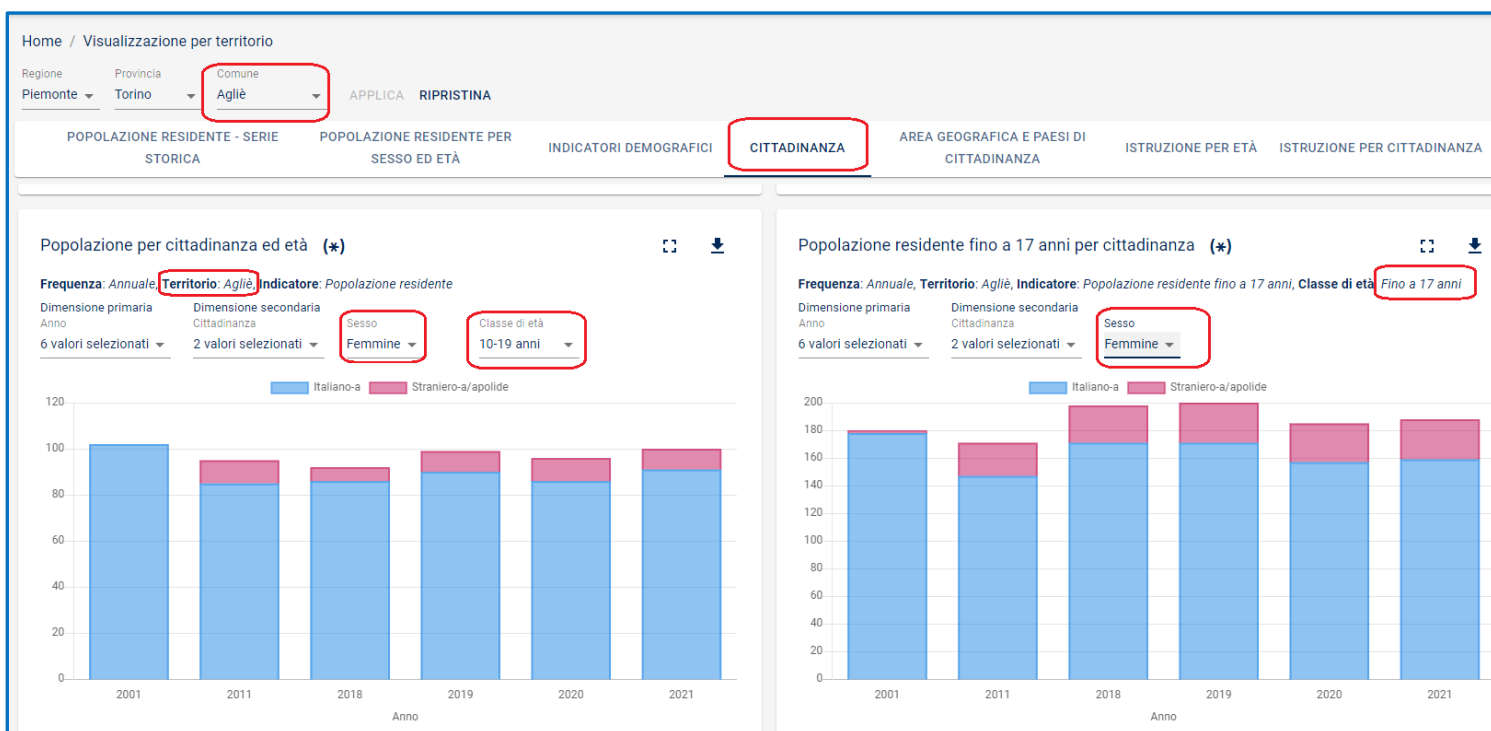 Home / Visualizzazione per territorio
Regione Provincia Comune
Piemonte Torino Agliè APPLICA RIPRISTINA
POPOLAZIONE RESIDENTE - SERIE STORICA
POPOLAZIONE RESIDENTE PER SESSO ED ETÀ
INDICATORI DEMOGRAFICI
CITTADINANZA
AREA GEOGRAFICA E PAESI DI CITTADINANZA
ISTRUZIONE PER ETÀ
ISTRUZIONE PER CITTADINANZA
Popolazione per cittadinanza ed età (*)
Frequenza: Annuale, Territorio: Agliè, Indicatore: Popolazione residente
Dimensione primaria Dimensione secondaria
Anno Cittadinanza Sesso Classe di età
6 valori selezionati 2 valori selezionati Femmine 10-19 anni
Italiano-a Straniero-a/apolide
120
100
80
60
40
20
0
2001 2011 2018 2019 2020 2021
Anno
Popolazione residente fino a 17 anni per cittadinanza (*)
Frequenza: Annuale, Territorio: Agliè, Indicatore: Popolazione residente fino a 17 anni, Classe di età Fino a 17 anni
Dimensione primaria Dimensione secondaria
Anno Cittadinanza Sesso
6 valori selezionati 2 valori selezionati Femmine
Italiano-a Straniero-a/apolide
200
180
160
140
120
100
80
60
40
20
0
2001 2011 2018 2019 2020 2021
Anno